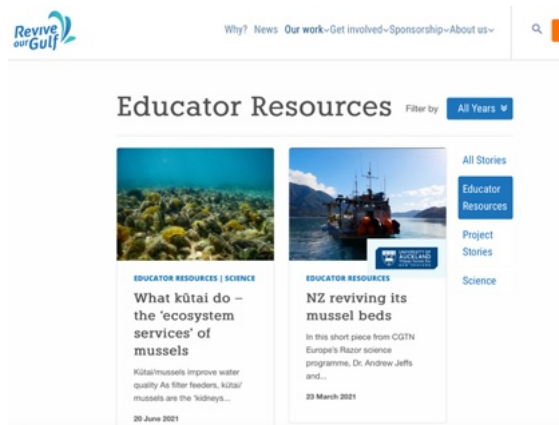 Revive
our Gulf
Why? News Our work Get involved Sponsorship About us
Educator Resources
Filter by
All Years
All Stories
Educator
Resources
Project
Stories
Science
EDUCATOR RESOURCES | SCIENCE
What kūtai do –
the 'ecosystem
services' of
mussels
Kūtai/mussels improve water
quality As filter feeders, kūtai/
mussels are the 'kidneys...
20 June 2021
UNIVERSITY OF
AUCKLAND
EDUCATOR RESOURCES
NZ reviving its
mussel beds
In this short piece from CGTN
Europe's Razor science
programme, Dr. Andrew Jeffs
and...
23 March 2021